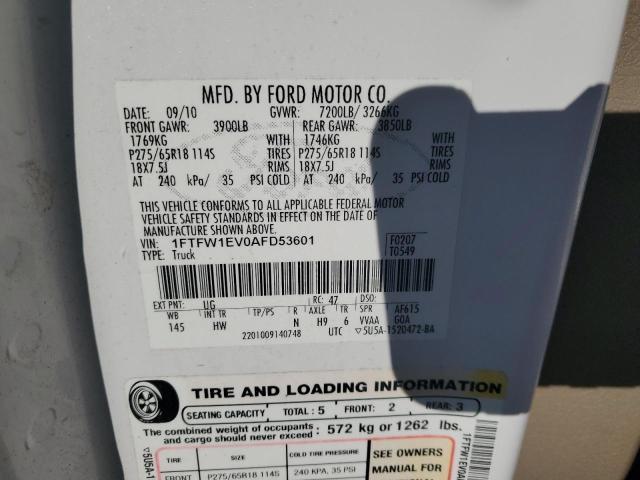 MFD. BY FORD MOTOR CO.
DATE: 09/10 GVWR: 7200LB/ 3266KG
FRONT GAWR: 3900LB REAR GAWR: 3850LB
1769KG WITH 1746KG WITH
P275/65R18 114S TIRES P275/65R18 114S TIRES
18X7.5J RIMS 18X7.5J RIMS
AT 240 kPa/ 35 PSI COLD AT 240 kPa/ 35 PSI COLD
THIS VEHICLE CONFORMS TO ALL APPLICABLE FEDERAL MOTOR
VEHICLE SAFETY STANDARDS IN EFFECT ON THE DATE OF
MANUFACTURE SHOWN ABOVE.
VIN: 1FTFW1EV0AFD53601 F0207
TYPE: Truck T0549
EXT PNT: UG RC: 47 DSO:
WB INT TR TP/PS R AXLE TR SPR AF615
145 HW N H9 6 VVAA G0A
2201009140748 UTC ▽5U5A-1520472-BA
TIRE AND LOADING INFORMATION
SEATING CAPACITY TOTAL: 5 FRONT: 2 REAR: 3
The combined weight of occupants and cargo should never exceed: 572 kg or 1262 lbs.
TIRE SIZE COLD TIRE PRESSURE SEE OWNERS
FRONT P275/65R18 114S 240 KPA, 35 PSI MANUAL FOR
▽5U5A-1